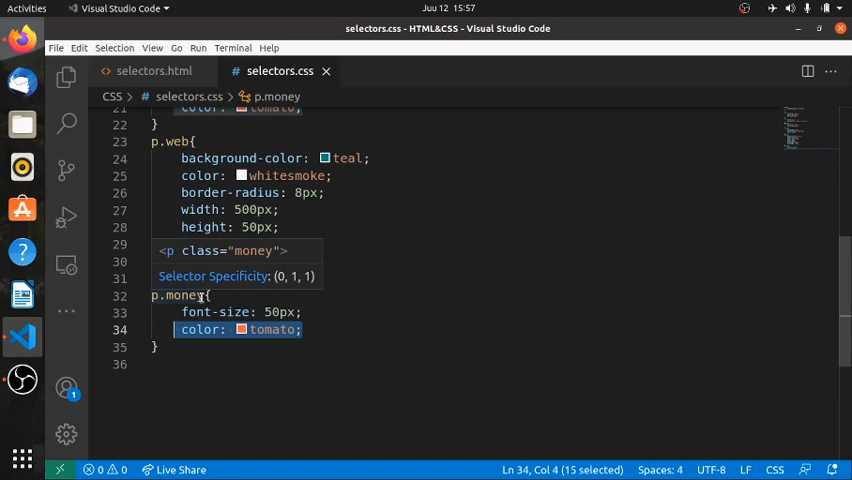 Activities
Visual Studio Code
Juu 12 15:57
selectors.css - HTML&CSS - Visual Studio Code
File Edit Selection View Go Run Terminal Help
selectors.html
selectors.css
CSS > selectors.css > p.money
21 color: tomato;
22 }
23 p.web{
24 background-color: teal;
25 color: whitesmoke;
26 border-radius: 8px;
27 width: 500px;
28 height: 50px;
29
<p class="money">
30
Selector Specificity: (0, 1, 1)
31
32 p.money{
33 font-size: 50px;
34 color: tomato;
35 }
36
1
0 0
Live Share
Ln 34, Col 4 (15 selected)
Spaces: 4
UTF-8
LF
CSS